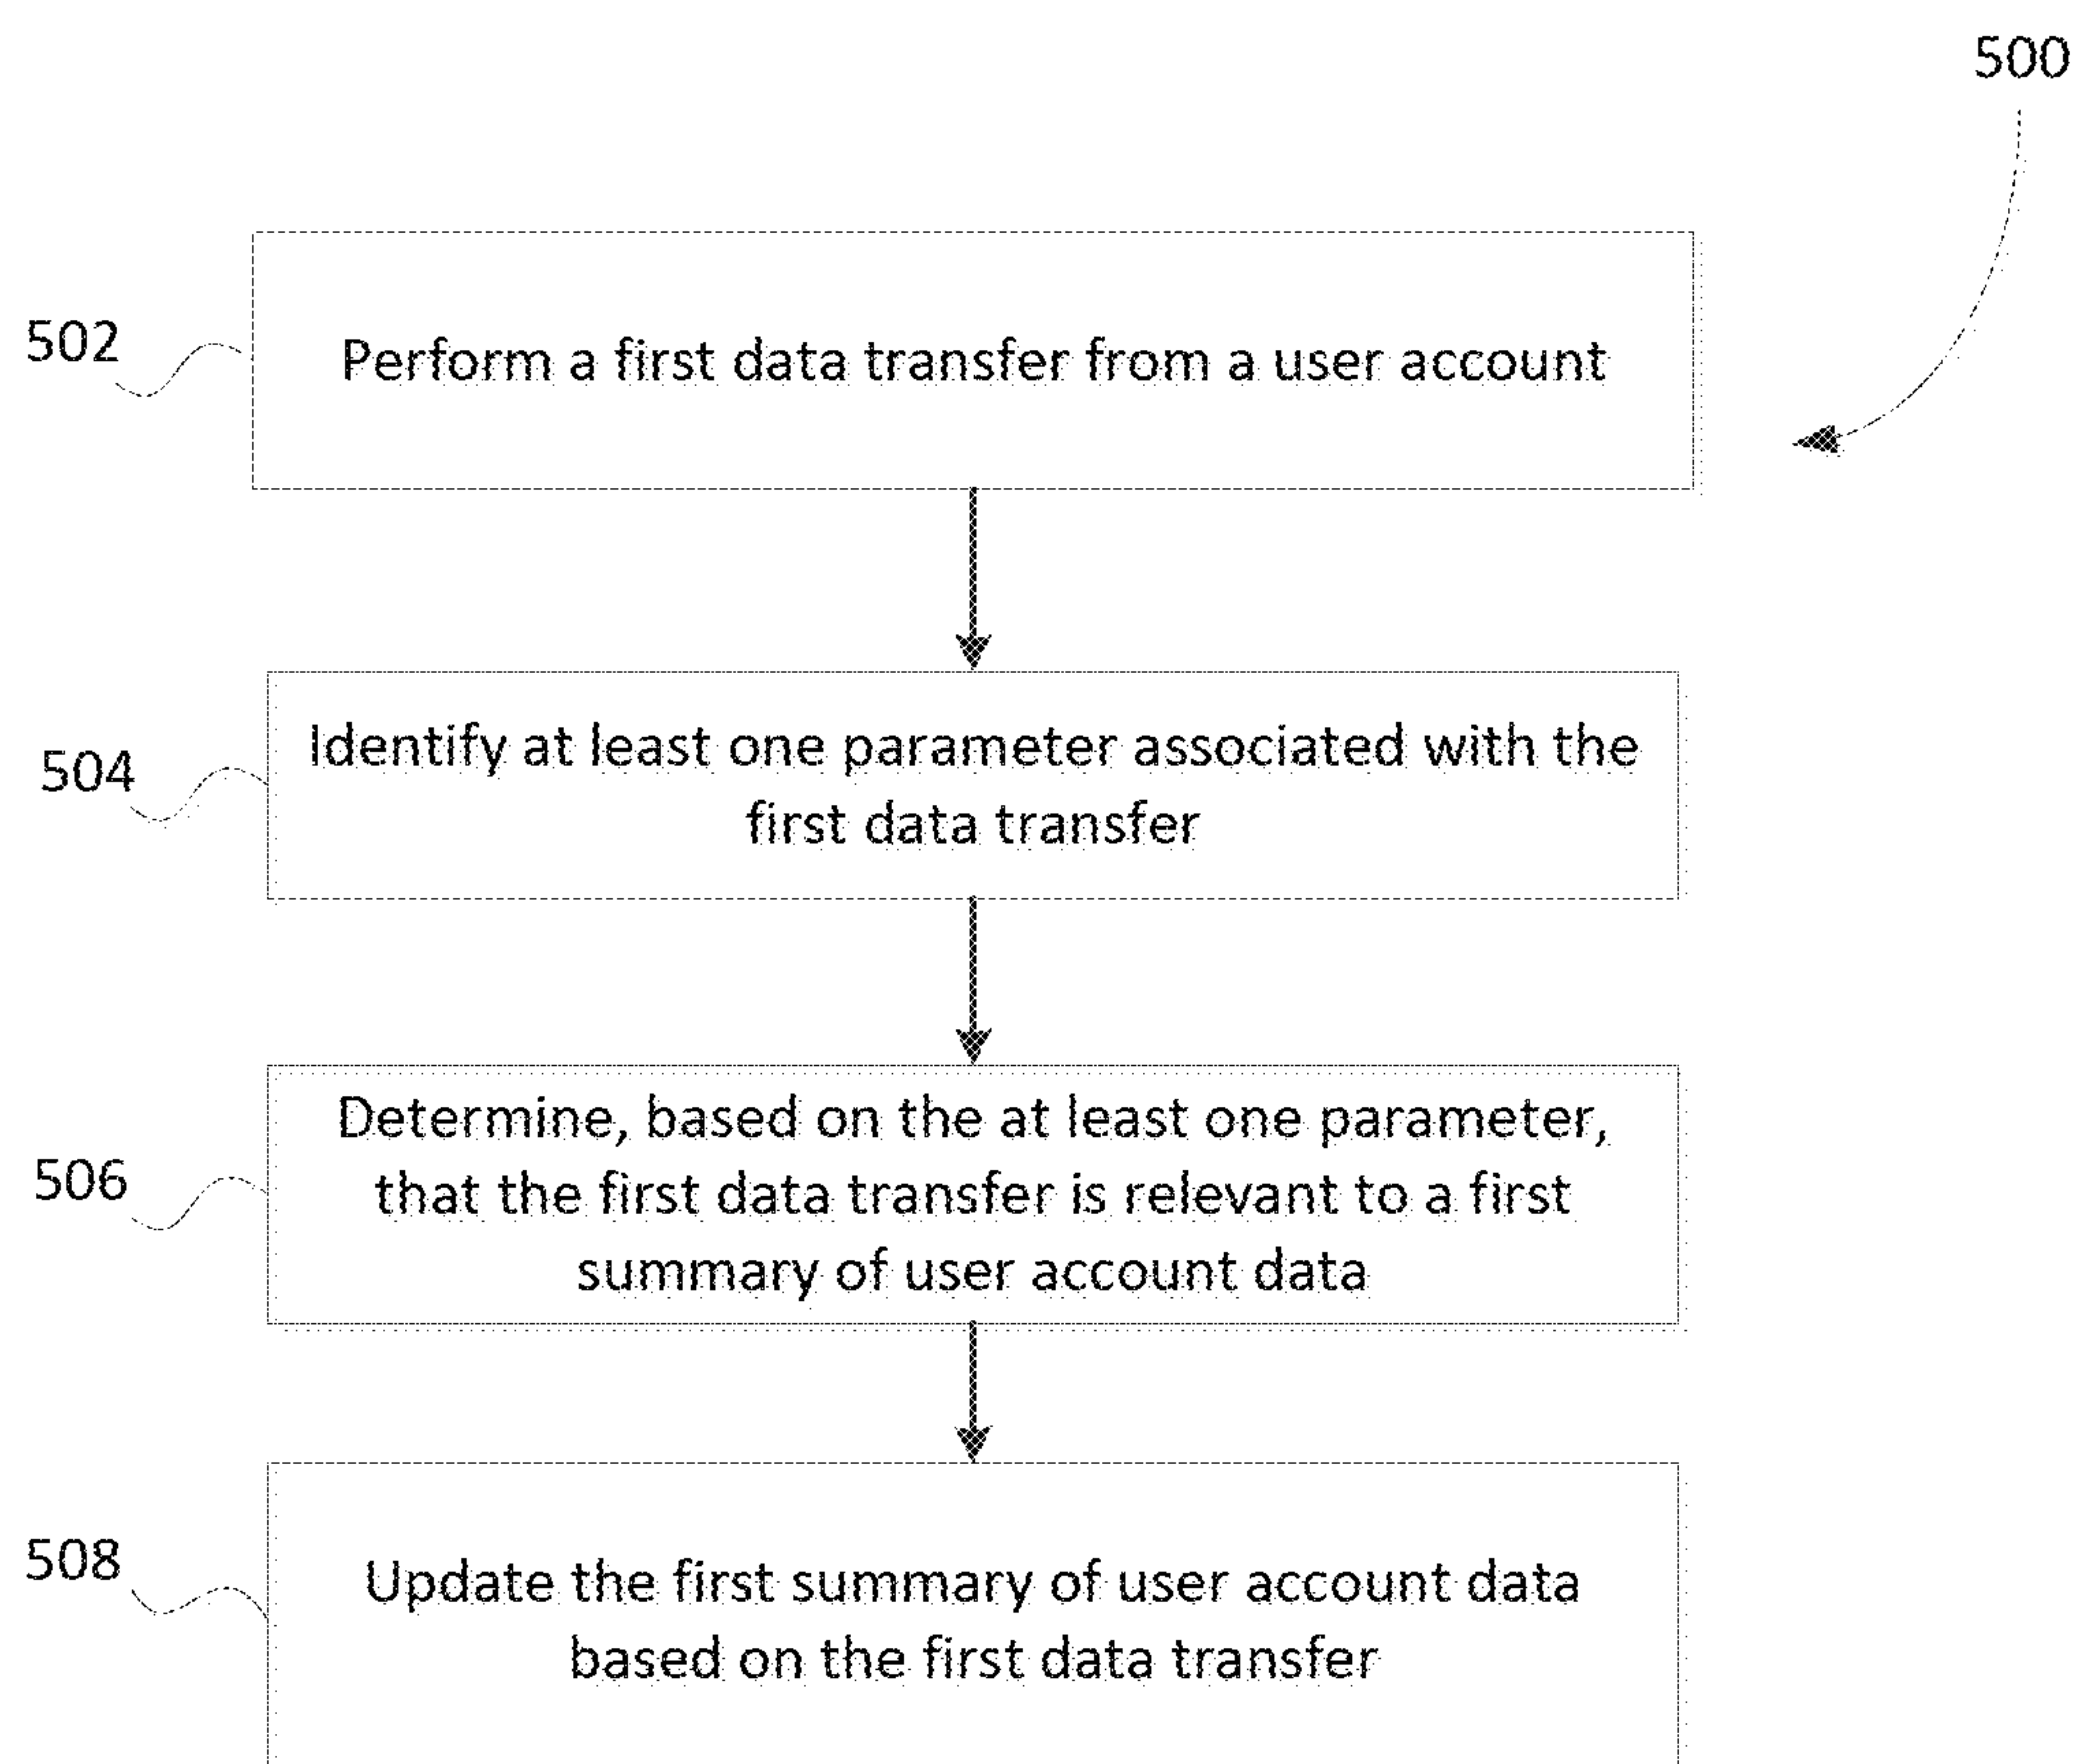 500
502
Perform a first data transfer from a user account
504
Identify at least one parameter associated with the
first data transfer
506
Determine, based on the at least one parameter,
that the first data transfer is relevant to a first
summary of user account data
508
Update the first summary of user account data
based on the first data transfer